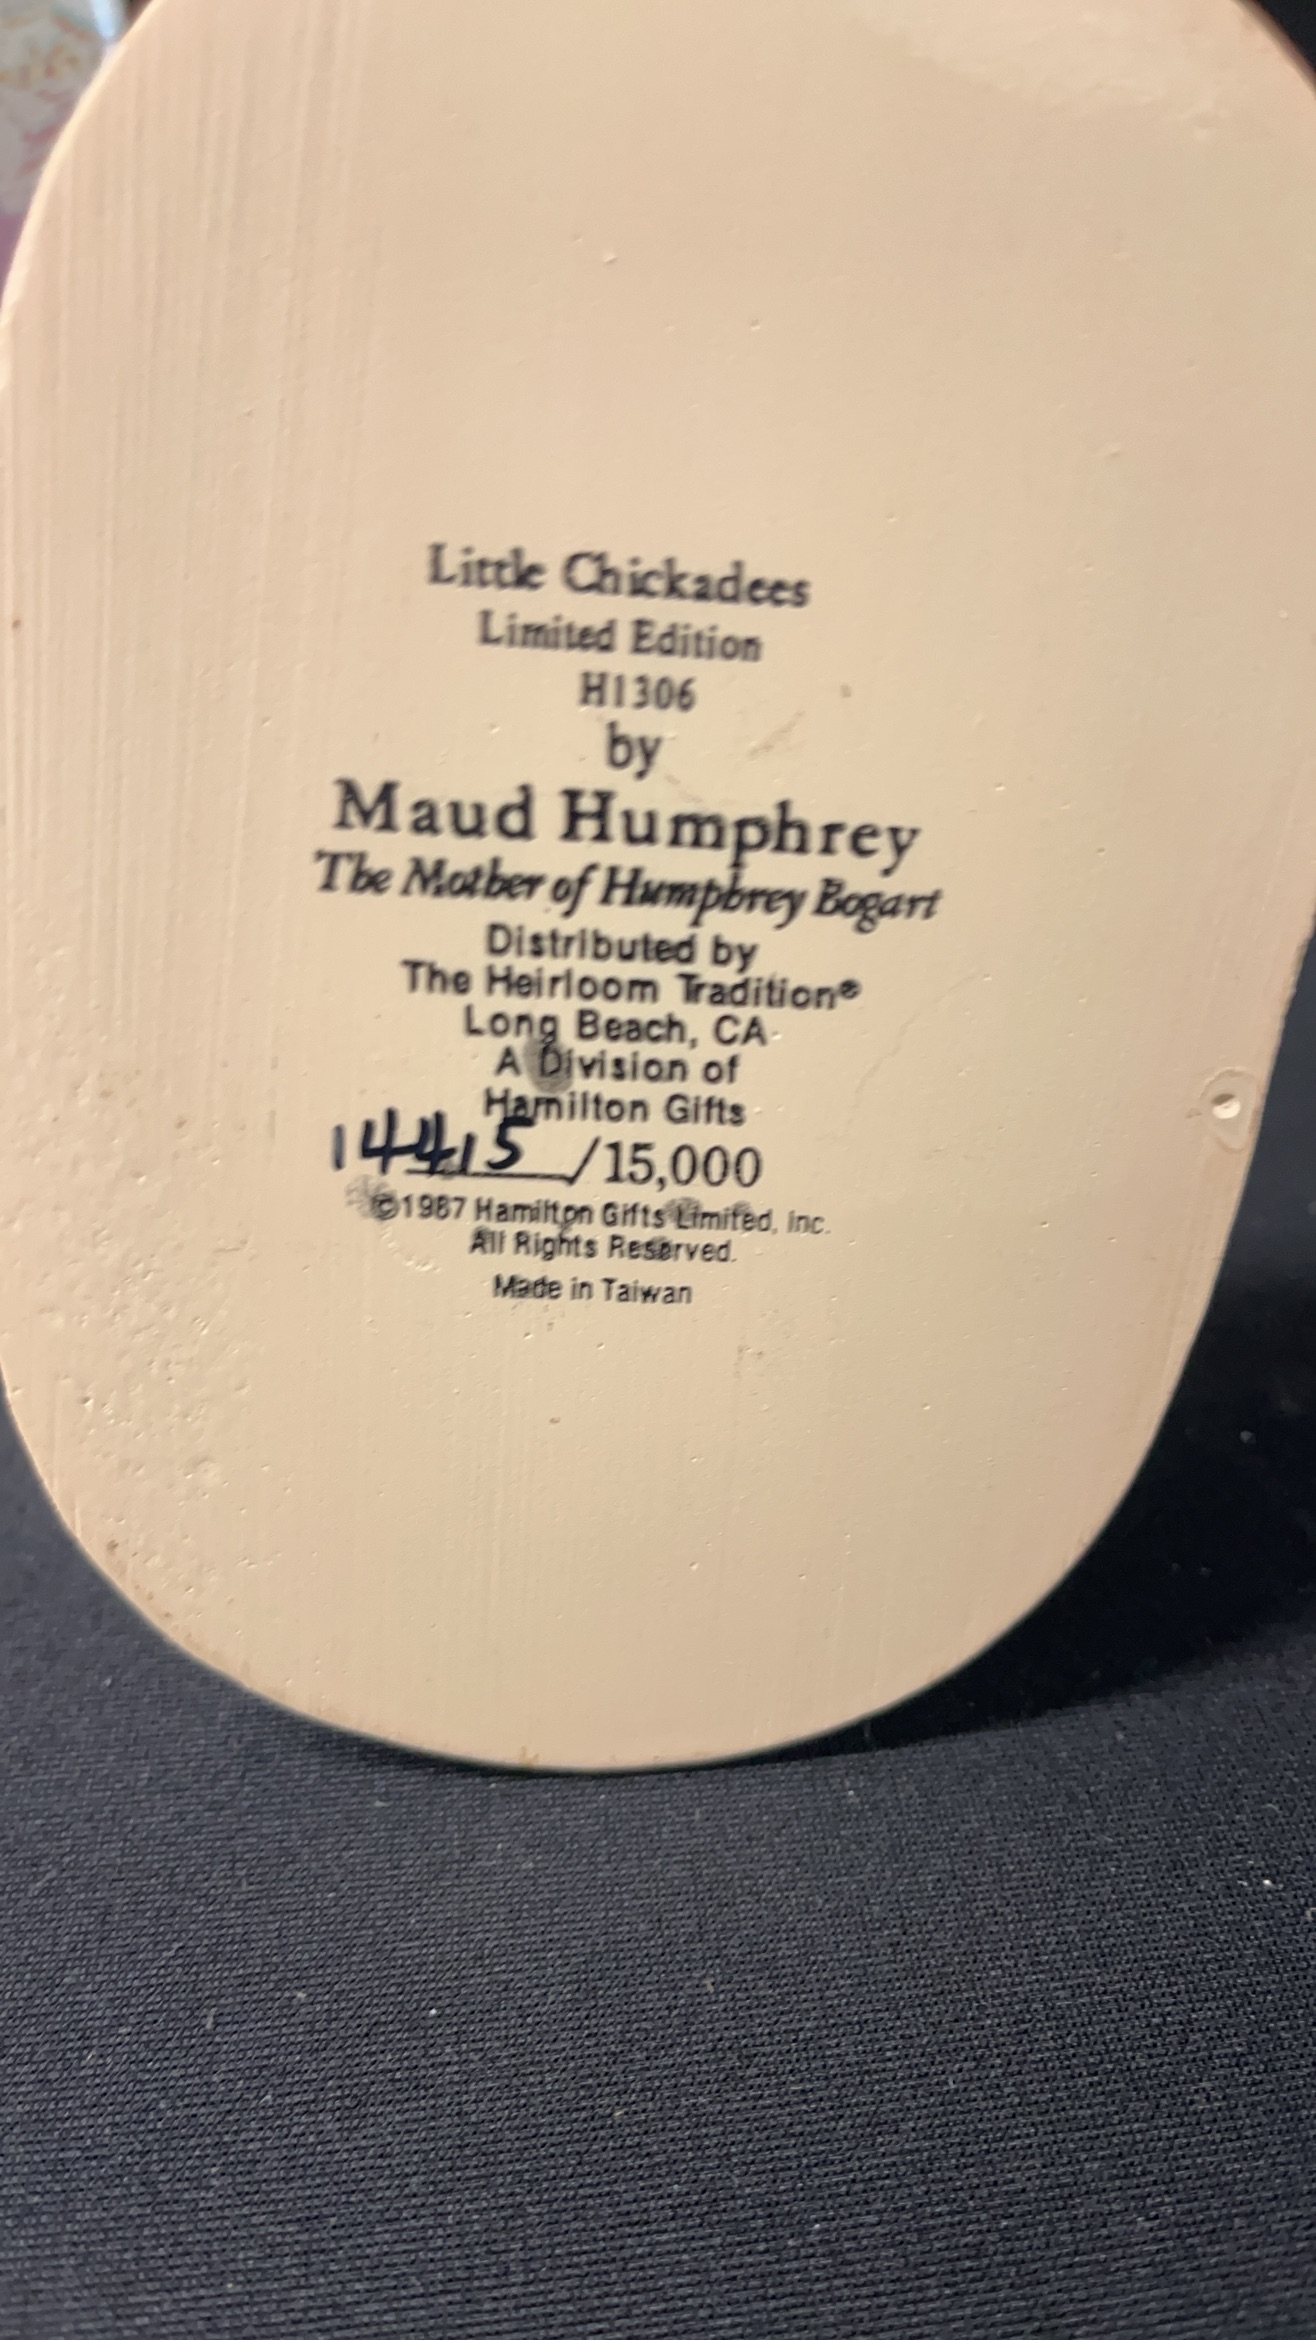 Little Chickadees
Limited Edition
H1306
by
Maud Humphrey
The Mother of Humphrey Bogart
Distributed by
The Heirloom Tradition®
Long Beach, CA
A Division of
Hamilton Gifts
14415/15,000
©1987 Hamilton Gifts Limited, Inc.
All Rights Reserved.
Made in Taiwan